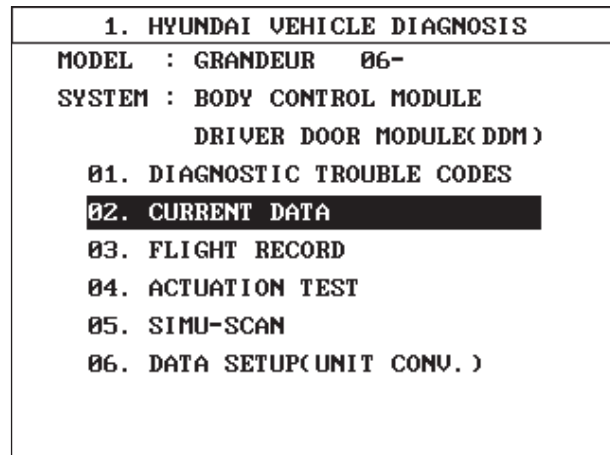 1. HYUNDAI VEHICLE DIAGNOSIS
MODEL : GRANDEUR 06-
SYSTEM : BODY CONTROL MODULE
DRIVER DOOR MODULE(DDM)
01. DIAGNOSTIC TROUBLE CODES
02. CURRENT DATA
03. FLIGHT RECORD
04. ACTUATION TEST
05. SIMU-SCAN
06. DATA SETUP(UNIT CONV.)